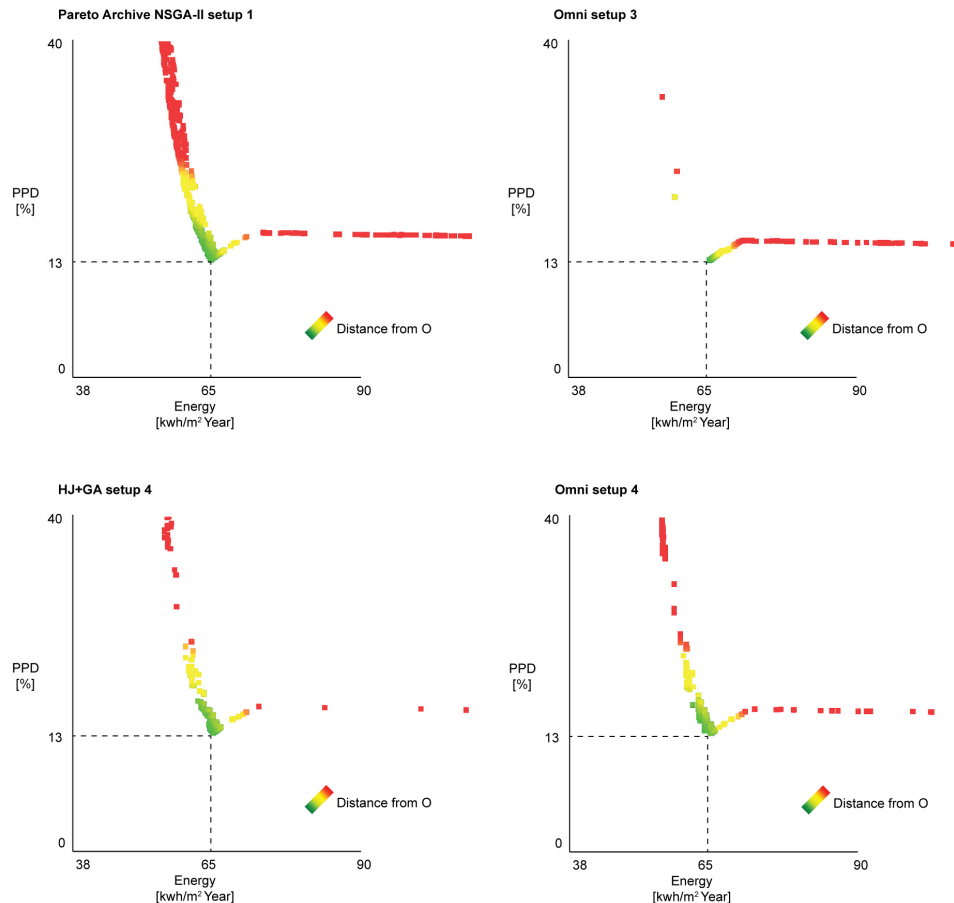 Pareto Archive NSGA-II setup 1
40
PPD
[%]
13
0
Distance from O
38
65
90
Energy
[kwh/m² Year]
Omni setup 3
40
PPD
[%]
13
0
Distance from O
38
65
90
Energy
[kwh/m² Year]
HJ+GA setup 4
40
PPD
[%]
13
0
Distance from O
38
65
90
Energy
[kwh/m² Year]
Omni setup 4
40
PPD
[%]
13
0
Distance from O
38
65
90
Energy
[kwh/m² Year]